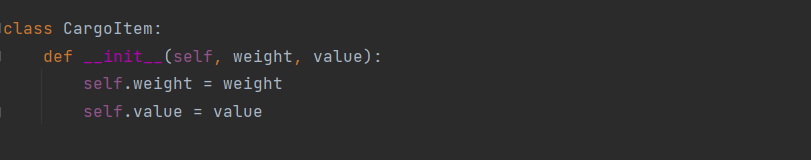 class CargoItem:
    def __init__(self, weight, value):
        self.weight = weight
        self.value = value